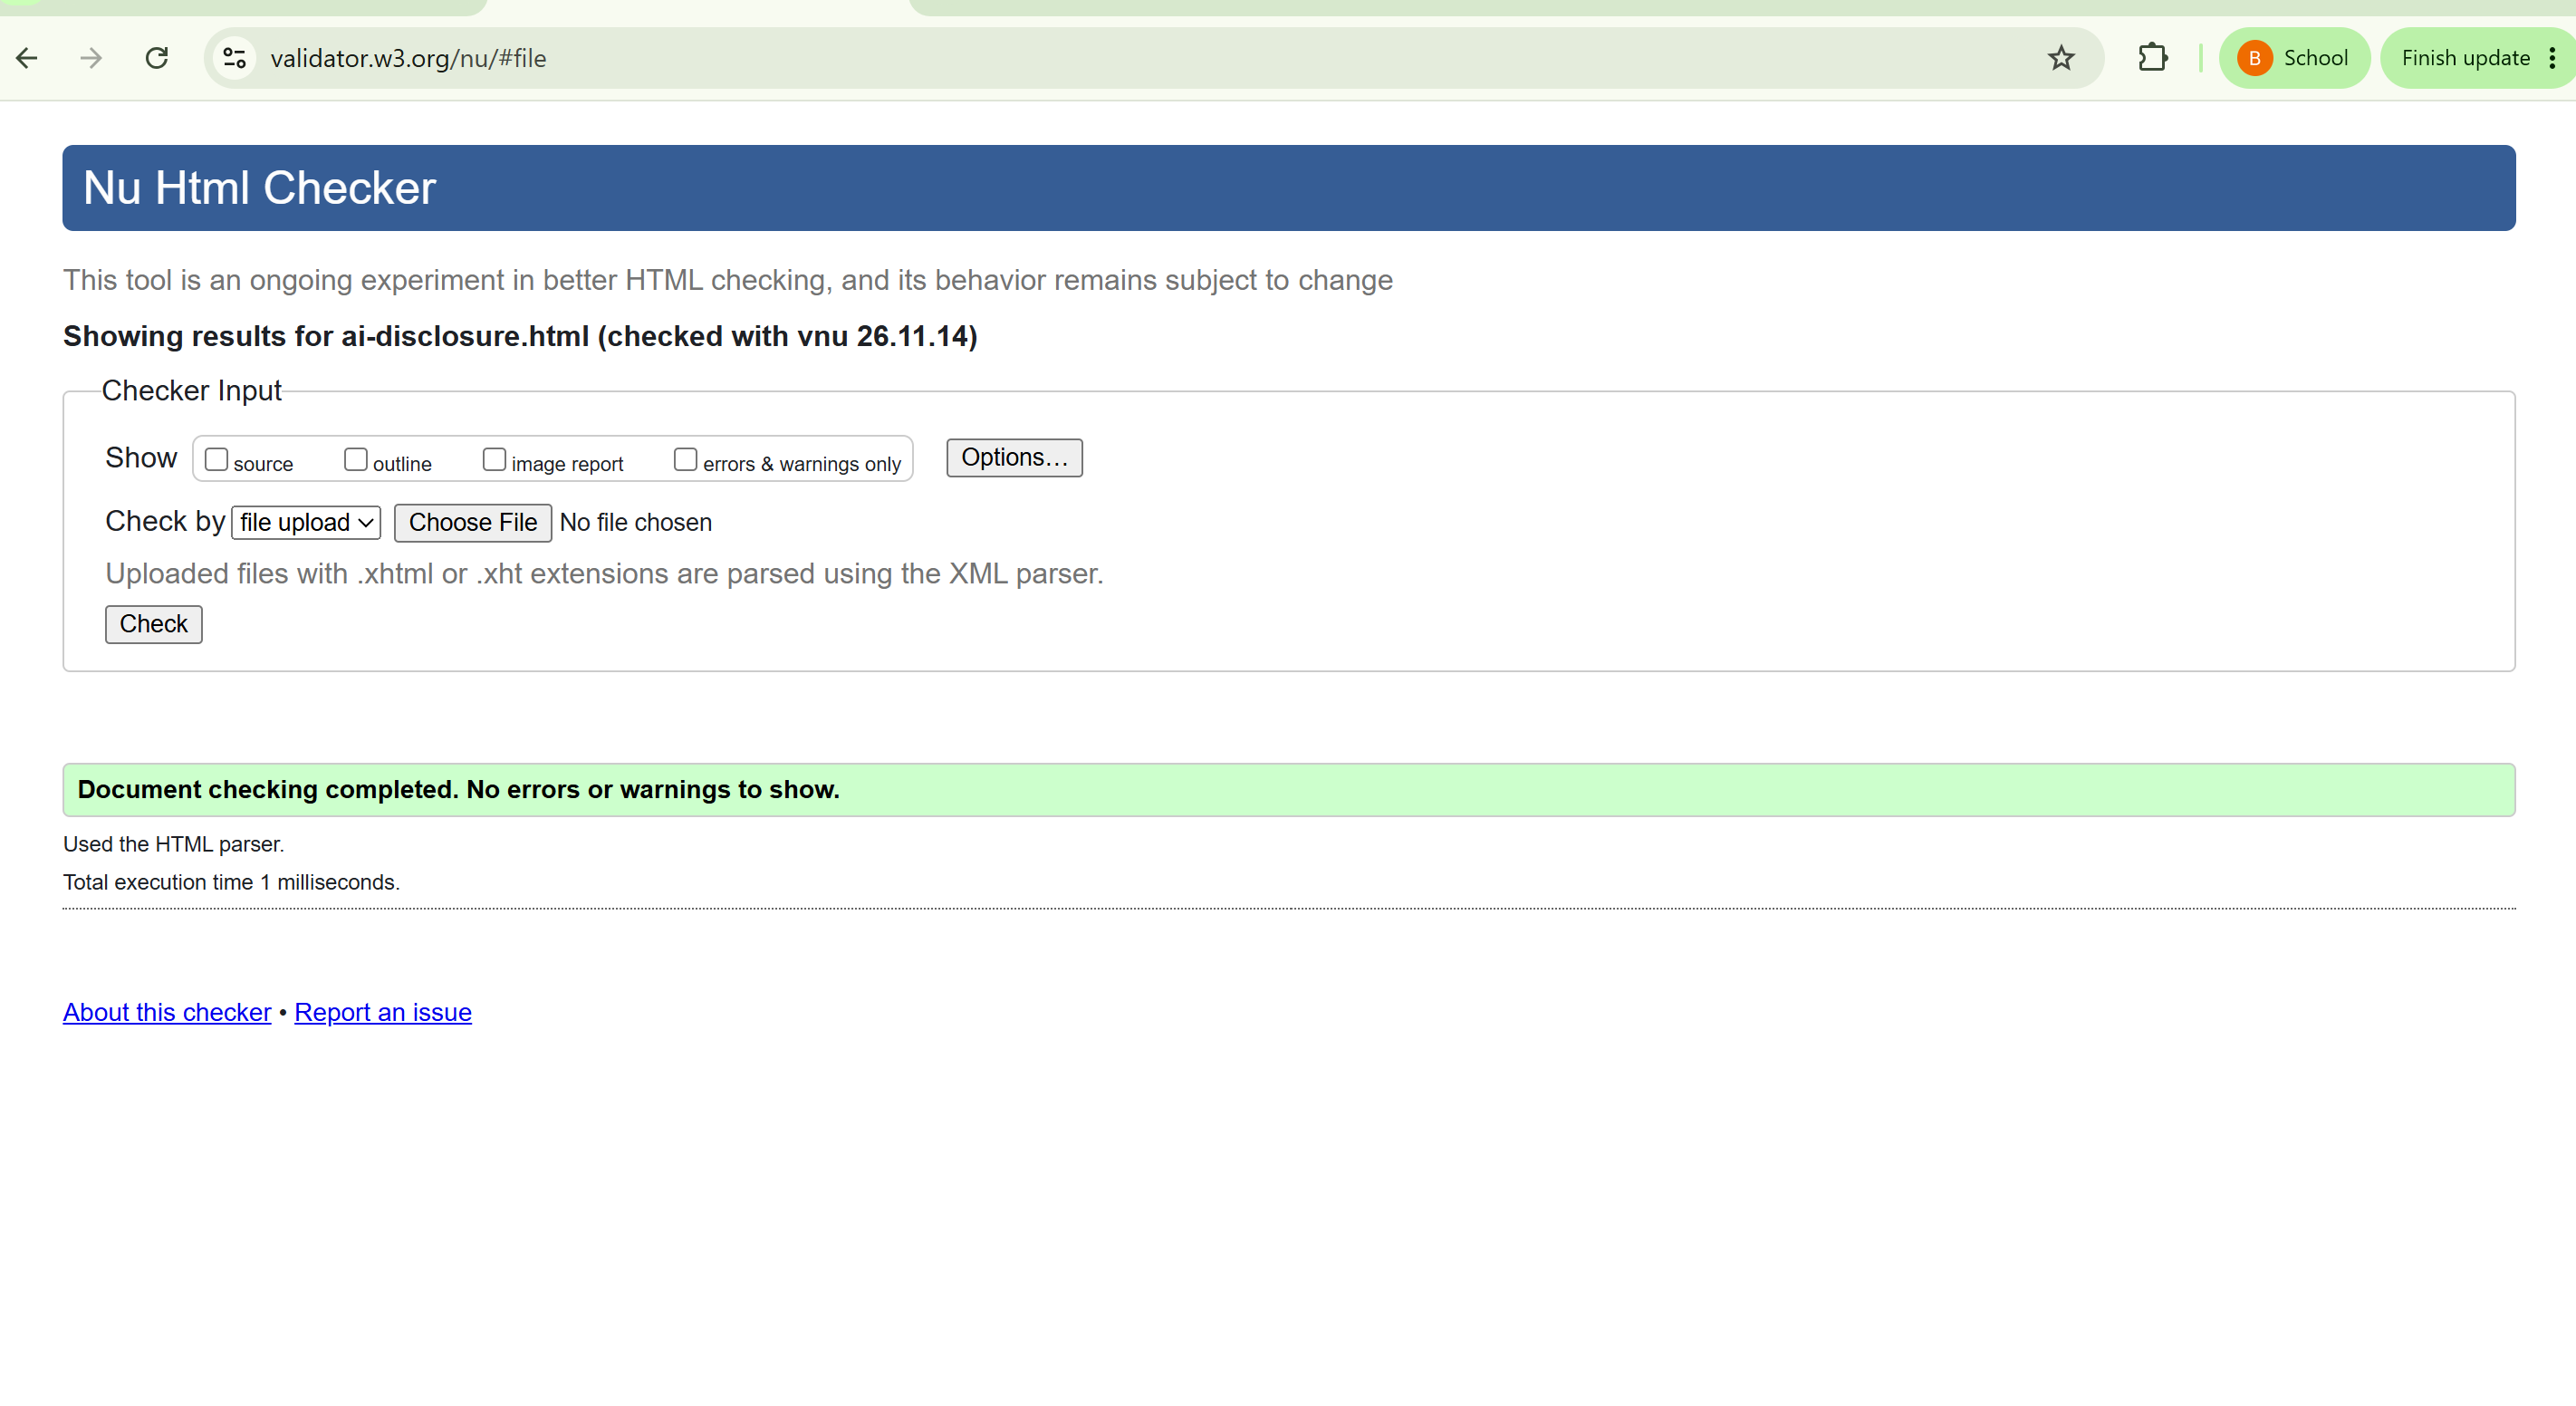 validator.w3.org/nu/#file
B School
Finish update
Nu Html Checker
This tool is an ongoing experiment in better HTML checking, and its behavior remains subject to change
Showing results for ai-disclosure.html (checked with vnu 26.11.14)
Checker Input
Show source outline image report errors & warnings only Options…
Check by file upload Choose File No file chosen
Uploaded files with .xhtml or .xht extensions are parsed using the XML parser.
Check
Document checking completed. No errors or warnings to show.
Used the HTML parser.
Total execution time 1 milliseconds.
About this checker • Report an issue